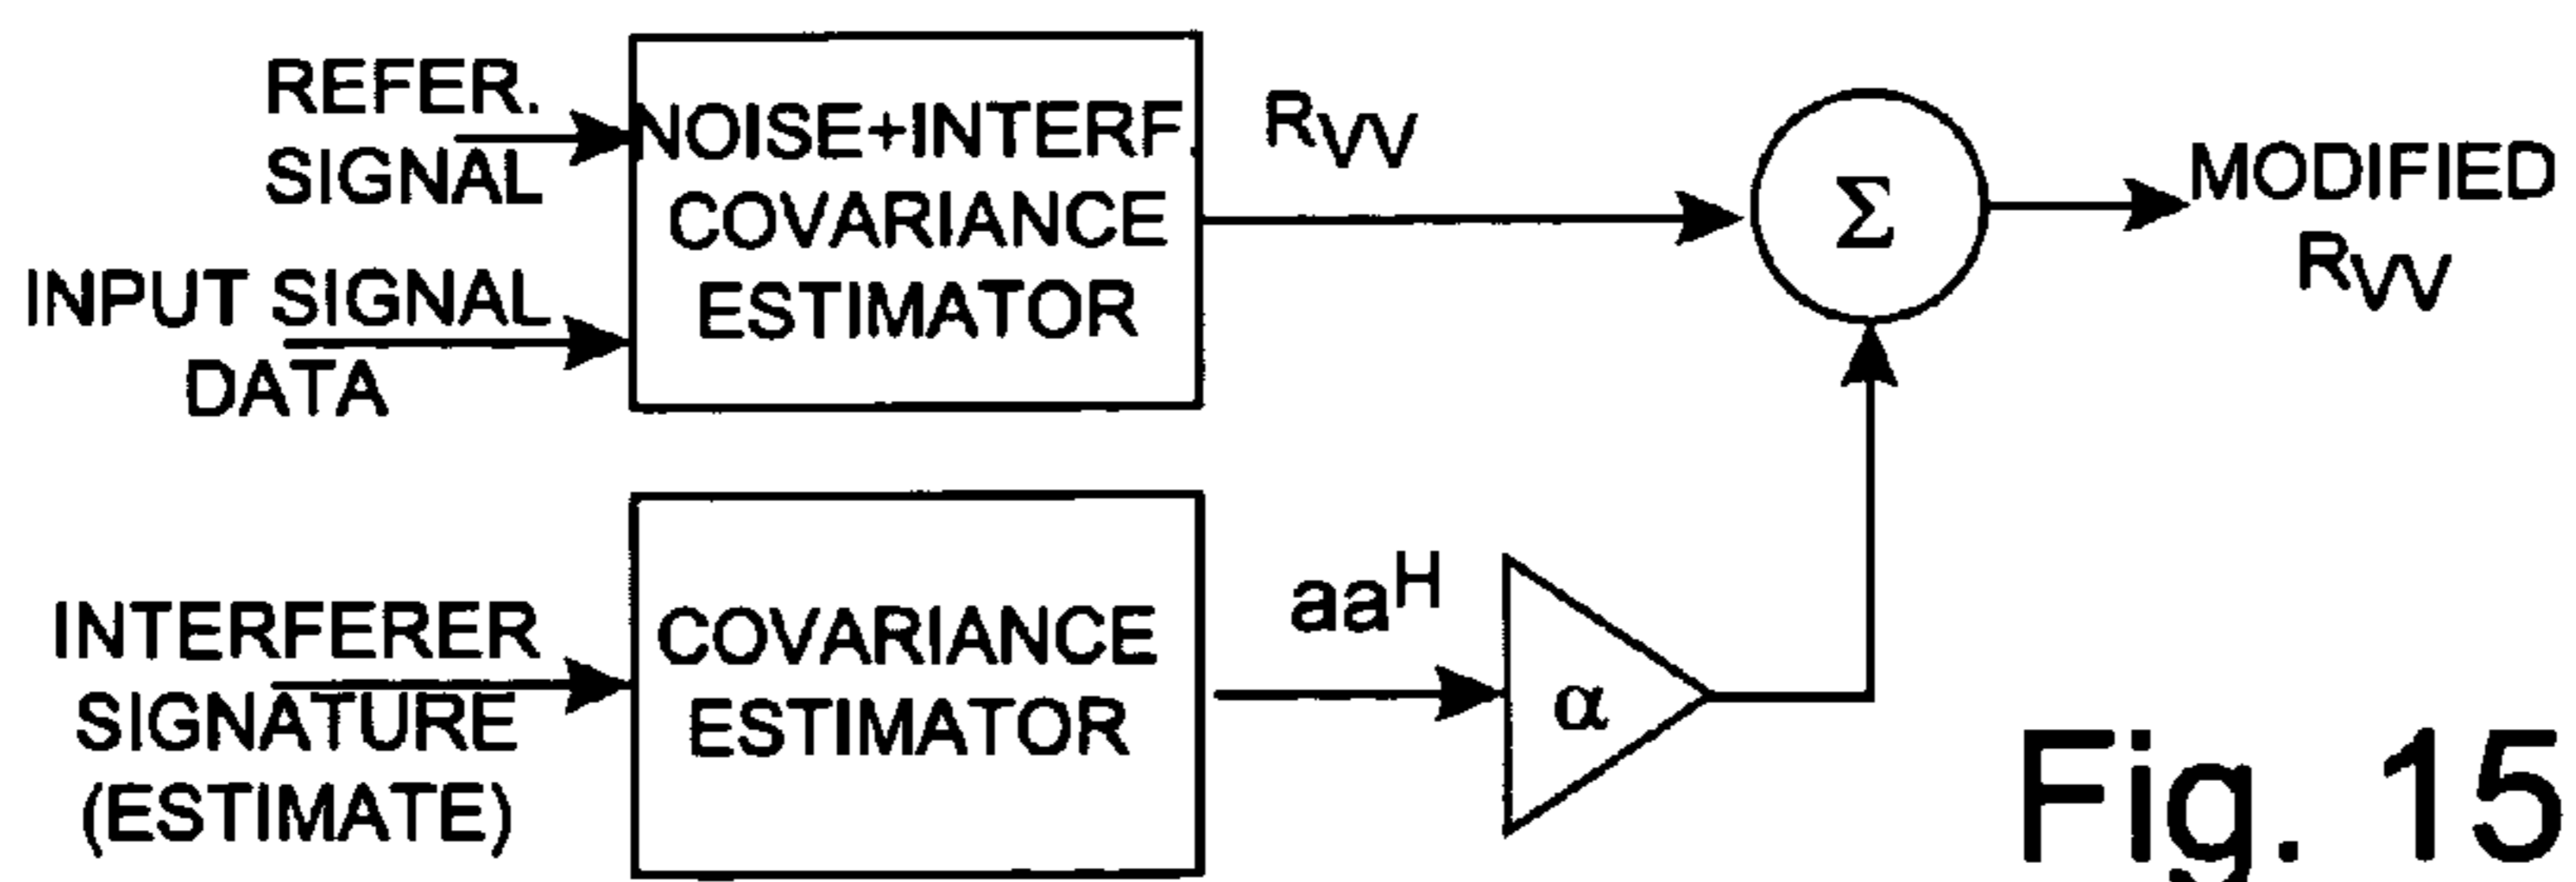 REFER.
SIGNAL
INPUT SIGNAL
DATA
NOISE+INTERF.
COVARIANCE
ESTIMATOR
RVV
Σ
MODIFIED
RVV
INTERFERER
SIGNATURE
(ESTIMATE)
COVARIANCE
ESTIMATOR
aaH
α
Fig. 15